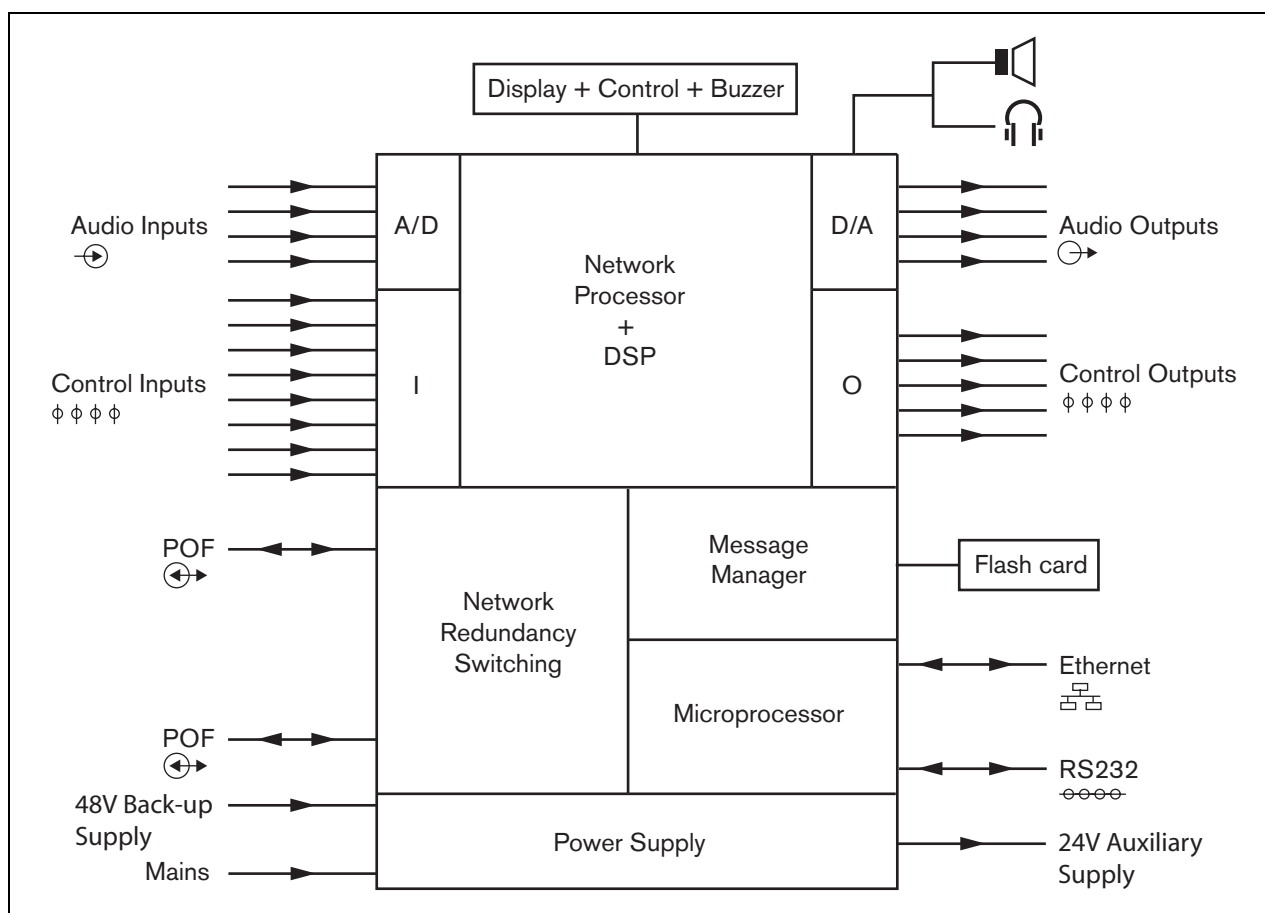 Display + Control + Buzzer
Audio Inputs
A/D
Network
Processor
+
DSP
D/A
Audio Outputs
Control Inputs
I
O
Control Outputs
POF
Network
Redundancy
Switching
Message
Manager
Flash card
Ethernet
Microprocessor
POF
RS232
48V Back-up
Supply
Mains
Power Supply
24V Auxiliary
Supply